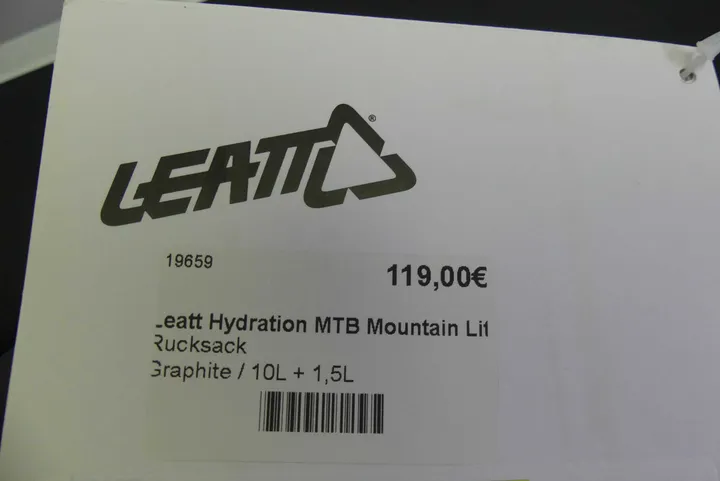 LEATT®
19659
119,00€
Leatt Hydration MTB Mountain Lit
Rucksack
Graphite / 10L + 1,5L